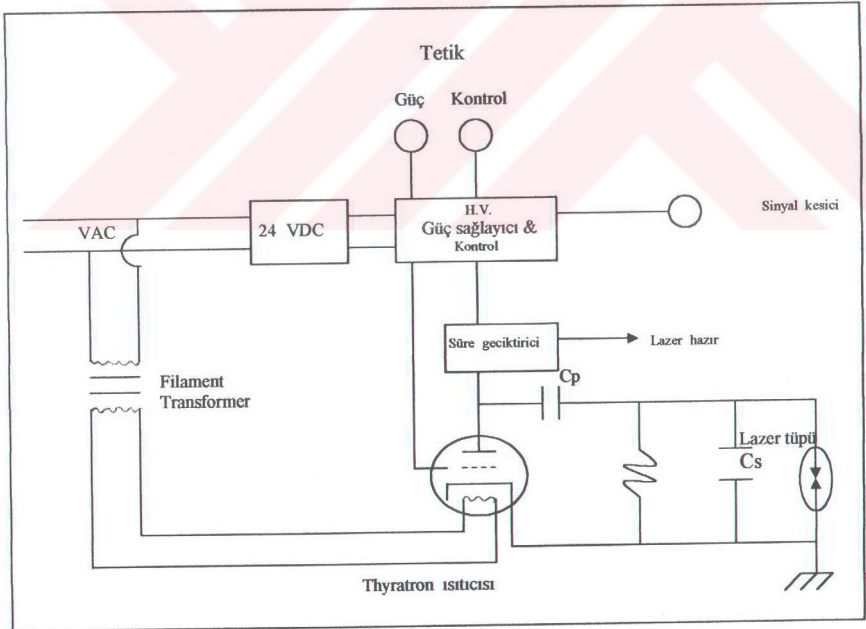 Tetik
Güç Kontrol
H.V.
Güç sağlayıcı &
Kontrol
Sinyal kesici
VAC
24 VDC
Süre geciktirici
Lazer hazır
Cp
Filament
Transformer
Lazer tüpü
Cs
Thyratron ısıtıcısı